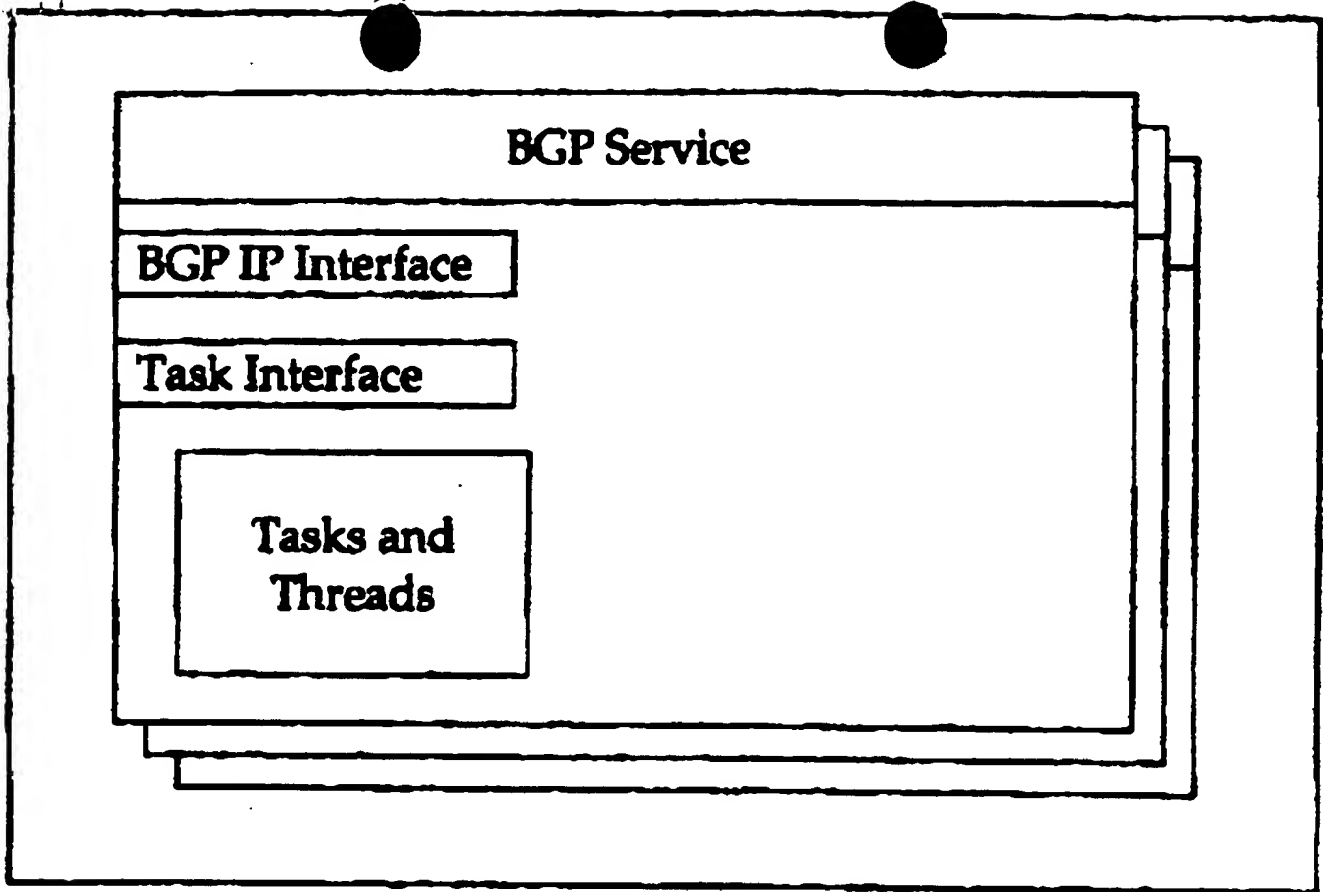 BGP Service
BGP IP Interface
Task Interface
Tasks and
Threads